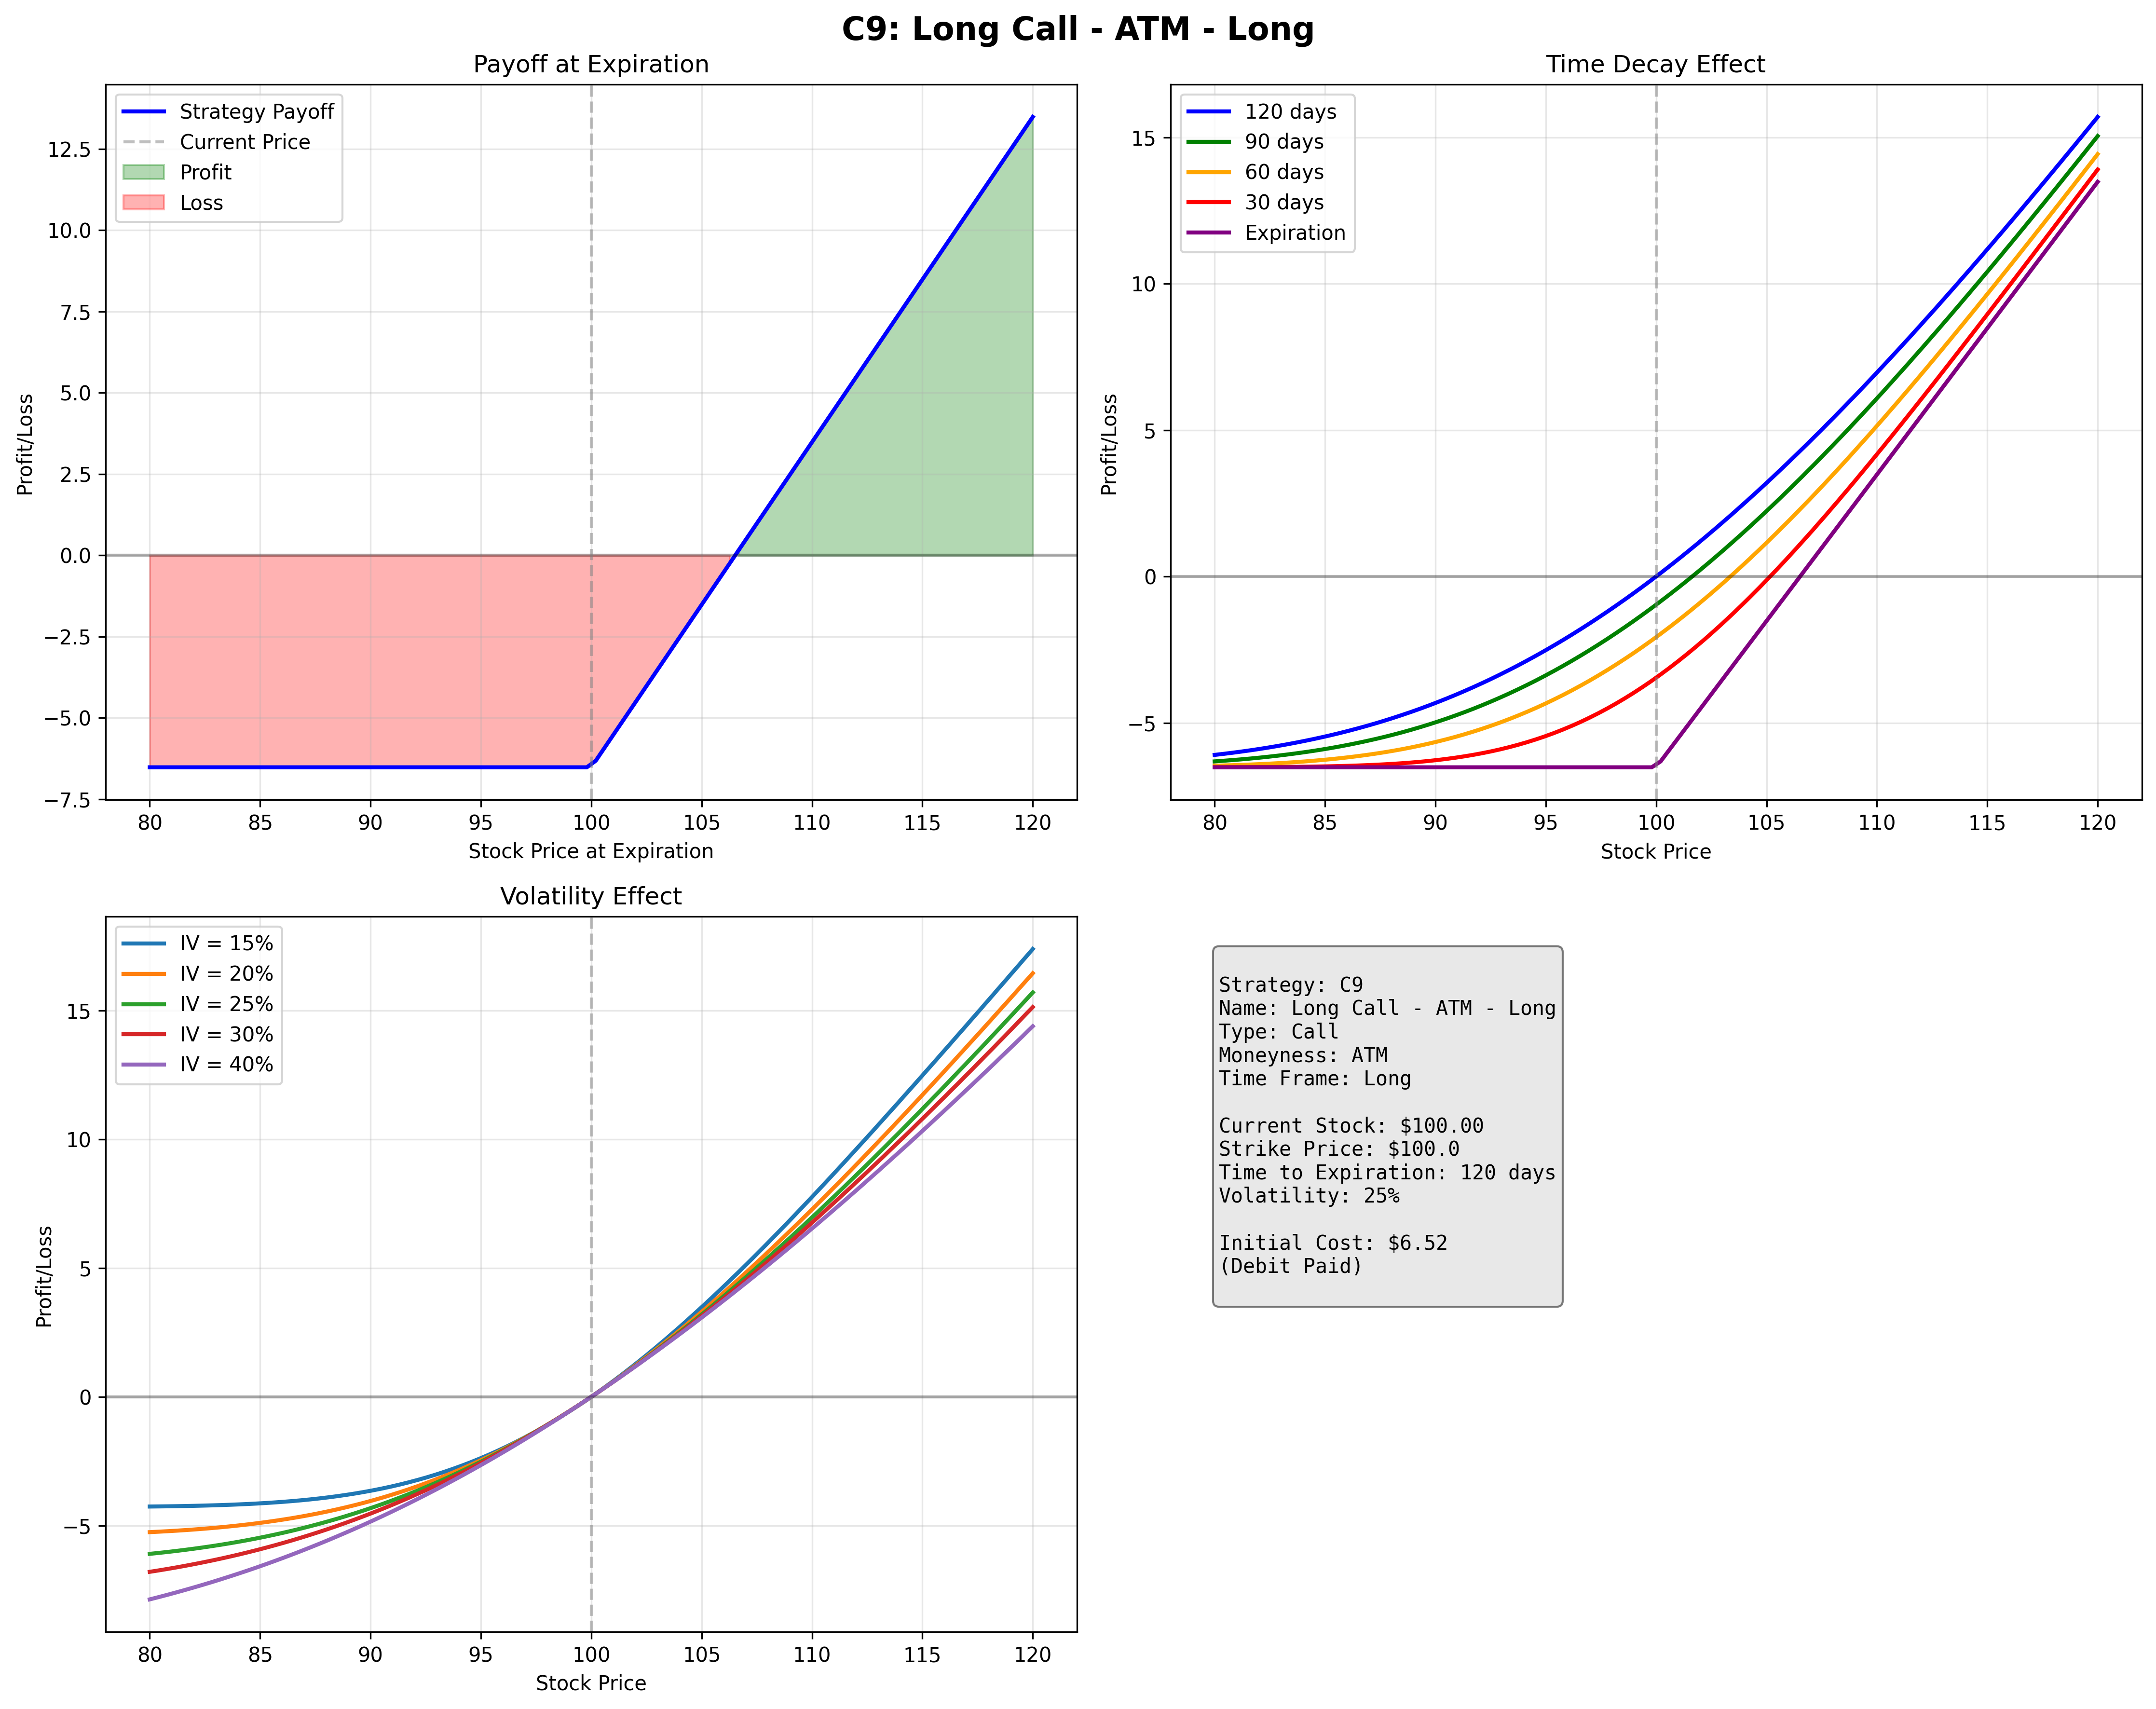 C9: Long Call - ATM - Long
Payoff at Expiration
Strategy Payoff
Current Price
Profit
Loss
Profit/Loss
12.5
10.0
7.5
5.0
2.5
0.0
−2.5
−5.0
−7.5
80 85 90 95 100 105 110 115 120
Stock Price at Expiration
Time Decay Effect
120 days
90 days
60 days
30 days
Expiration
Profit/Loss
15
10
5
0
−5
80 85 90 95 100 105 110 115 120
Stock Price
Volatility Effect
IV = 15%
IV = 20%
IV = 25%
IV = 30%
IV = 40%
Profit/Loss
15
10
5
0
−5
80 85 90 95 100 105 110 115 120
Stock Price
Strategy: C9
Name: Long Call - ATM - Long
Type: Call
Moneyness: ATM
Time Frame: Long
Current Stock: $100.00
Strike Price: $100.0
Time to Expiration: 120 days
Volatility: 25%
Initial Cost: $6.52
(Debit Paid)